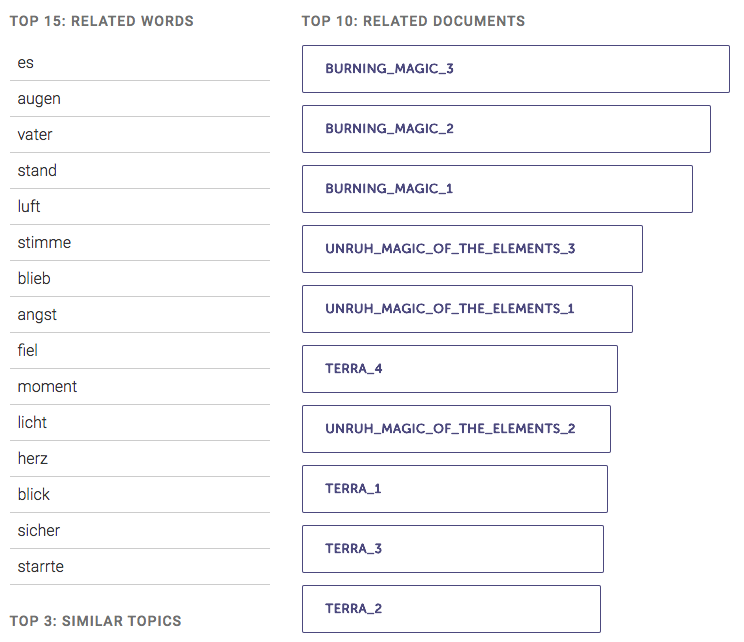 TOP 15: RELATED WORDS
es
augen
vater
stand
luft
stimme
blieb
angst
fiel
moment
licht
herz
blick
sicher
starrte
TOP 3: SIMILAR TOPICS
TOP 10: RELATED DOCUMENTS
BURNING_MAGIC_3
BURNING_MAGIC_2
BURNING_MAGIC_1
UNRUH_MAGIC_OF_THE_ELEMENTS_3
UNRUH_MAGIC_OF_THE_ELEMENTS_1
TERRA_4
UNRUH_MAGIC_OF_THE_ELEMENTS_2
TERRA_1
TERRA_3
TERRA_2